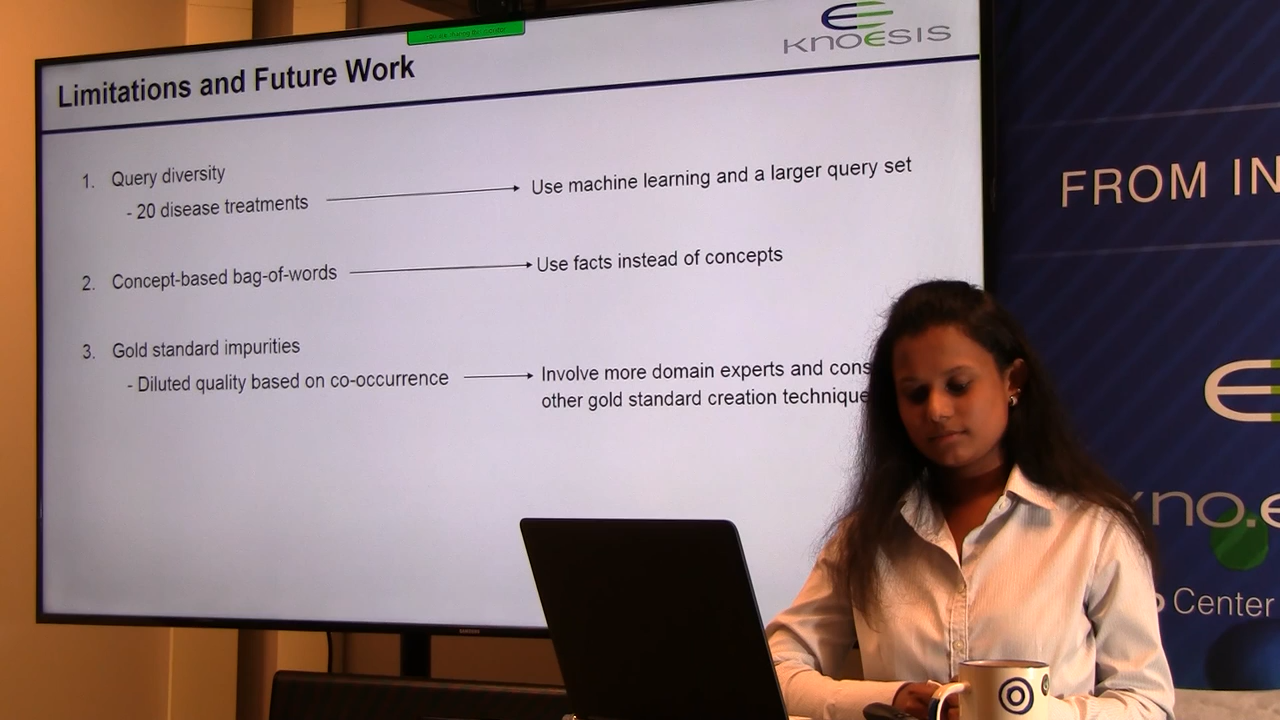 KNOESIS
Limitations and Future Work
1. Query diversity
- 20 disease treatments
Use machine learning and a larger query set
2. Concept-based bag-of-words
Use facts instead of concepts
3. Gold standard impurities
- Diluted quality based on co-occurrence
Involve more domain experts and cons
other gold standard creation technique
SAMSUNG
FROM IN
kno.e
Center